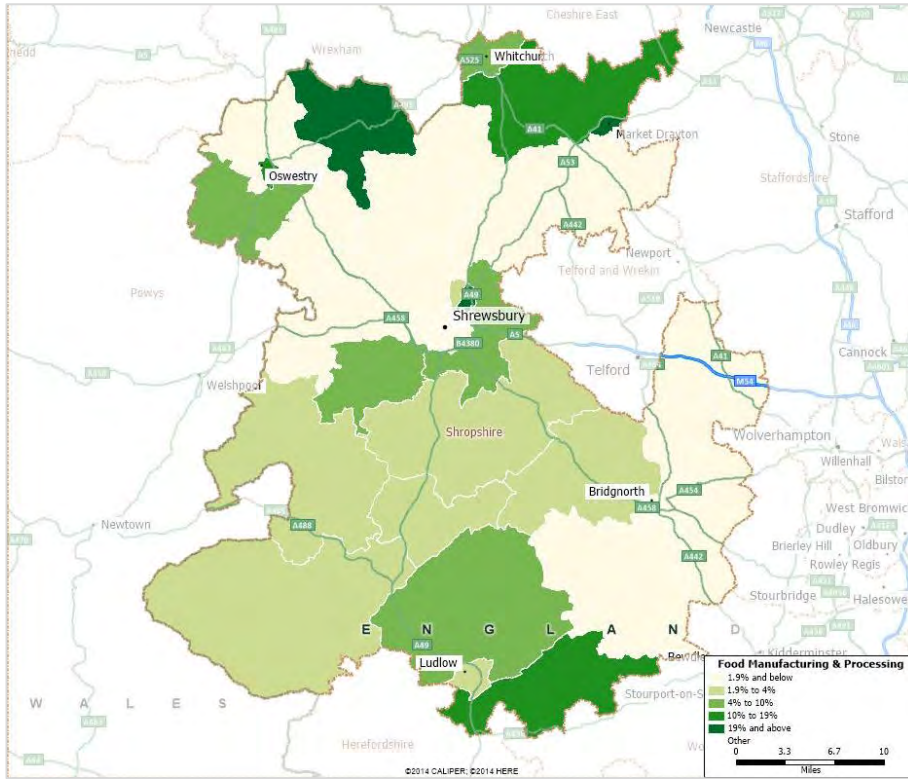 Cheshire East
Newcastle
Wrexham
A5
A525
Whitchur
A41
Market Drayton
Stone
A53
Oswestry
Staffordshire
A442
Stafford
Newport
Telford and Wrekin
Powys
A49
Shrewsbury
A458
A5
B4380
A41
Cannock
Telford
Welshpool
M54
Shropshire
Wolverhampton
Willenhall
Bilston
Bridgnorth
A454
A458
West Bromwic
Newtown
A488
Dudley
Brierley Hill
Oldbury
A442
Rowley Regis
Stourbridge
Halesowe
E N G L A N D
A49
Kidderminster
Ludlow
Stourport-on-S
W A L E S
Herefordshire
Food Manufacturing & Processing
1.9% and below
1.9% to 4%
4% to 10%
10% to 19%
19% and above
Other
0 3.3 6.7 10
Miles
©2014 CALIPER; ©2014 HERE